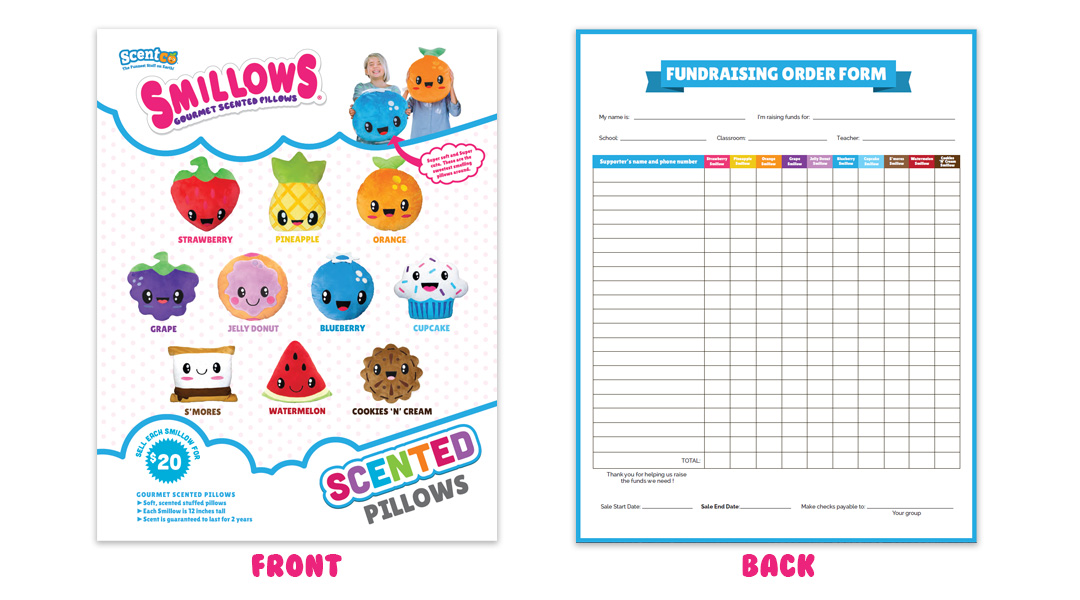 Scentco
The Funnest Stuff on Earth!
SMILLOWS®
GOURMET SCENTED PILLOWS
Super soft and Super
cute. These are the
sweetest smelling
pillows around.
STRAWBERRY
PINEAPPLE
ORANGE
GRAPE
JELLY DONUT
BLUEBERRY
CUPCAKE
S'MORES
WATERMELON
COOKIES 'N' CREAM
SELL EACH SMILLOW FOR
$20
SCENTED
PILLOWS
GOURMET SCENTED PILLOWS
Soft, scented stuffed pillows
Each Smillow is 12 inches tall
Scent is guaranteed to last for 2 years
FRONT
FUNDRAISING ORDER FORM
My name is:
I'm raising funds for:
School:
Classroom:
Teacher:
Supporter's name and phone number
Strawberry
Smillow
Pineapple
Smillow
Orange
Smillow
Grape
Smillow
Jelly Donut
Smillow
Blueberry
Smillow
Cupcake
Smillow
S'mores
Smillow
Watermelon
Smillow
Cookies
'N' Cream
Smillow
TOTAL:
Thank you for helping us raise
the funds we need !
Sale Start Date:
Sale End Date:
Make checks payable to:
Your group
BACK